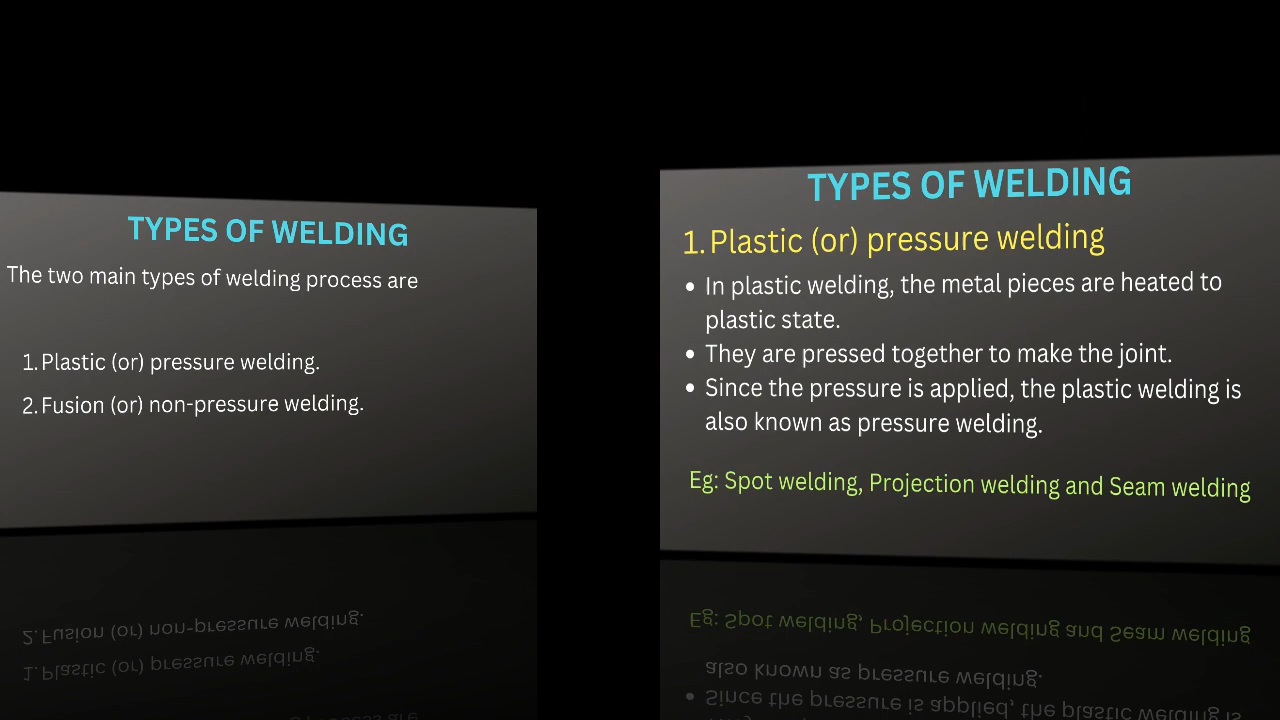 TYPES OF WELDING
The two main types of welding process are
1. Plastic (or) pressure welding.
2. Fusion (or) non-pressure welding.
TYPES OF WELDING
1. Plastic (or) pressure welding
• In plastic welding, the metal pieces are heated to
plastic state.
• They are pressed together to make the joint.
• Since the pressure is applied, the plastic welding is
also known as pressure welding.
Eg: Spot welding, Projection welding and Seam welding